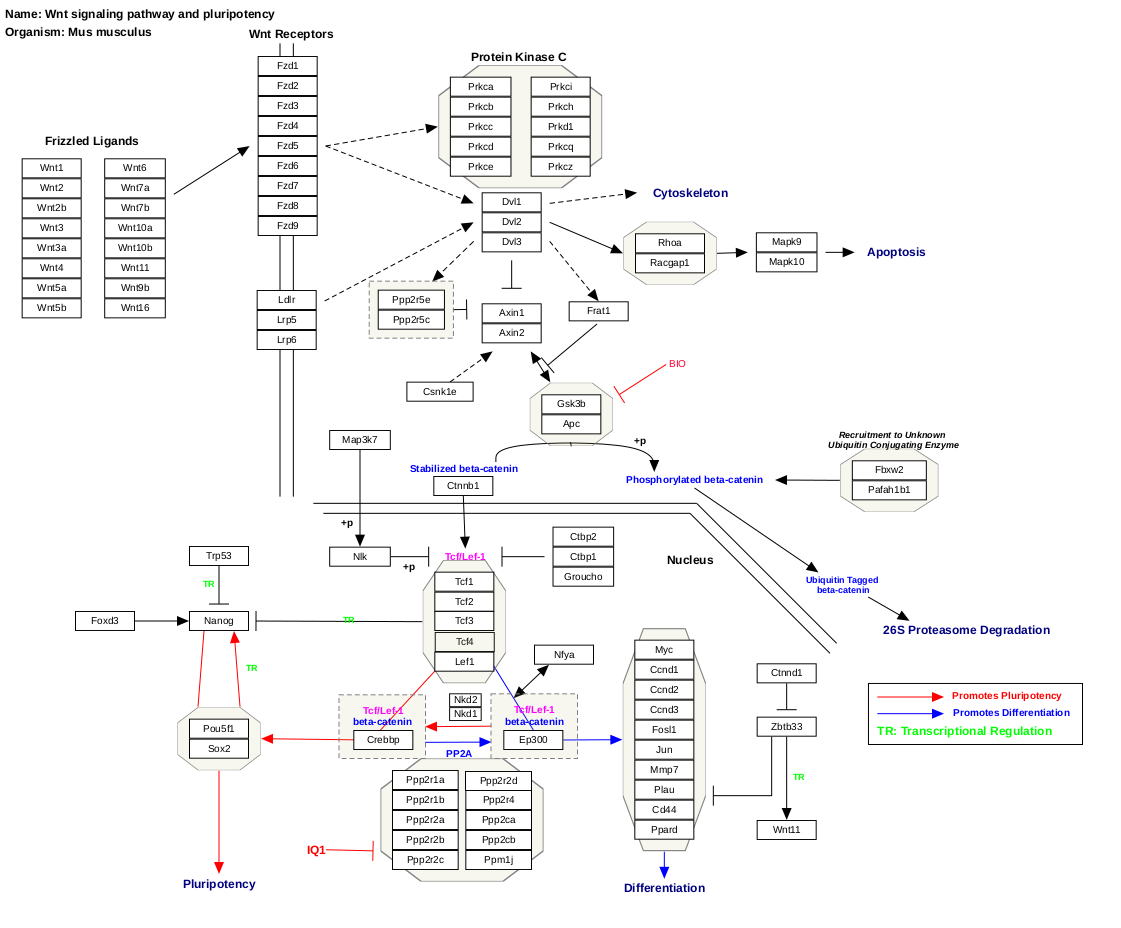 Name: Wnt signaling pathway and pluripotency
Organism: Mus musculus
Wnt Receptors
Fzd1
Fzd2
Fzd3
Fzd4
Fzd5
Fzd6
Fzd7
Fzd8
Fzd9
Ldlr
Lrp5
Lrp6
Frizzled Ligands
Wnt1
Wnt2
Wnt2b
Wnt3
Wnt3a
Wnt4
Wnt5a
Wnt5b
Wnt6
Wnt7a
Wnt7b
Wnt10a
Wnt10b
Wnt11
Wnt9b
Wnt16
Protein Kinase C
Prkca
Prkcb
Prkcc
Prkcd
Prkce
Prkci
Prkch
Prkd1
Prkcq
Prkcz
Dvl1
Dvl2
Dvl3
Cytoskeleton
Rhoa
Racgap1
Mapk9
Mapk10
Apoptosis
Ppp2r5e
Ppp2r5c
Axin1
Axin2
Frat1
Csnk1e
BIO
Gsk3b
Apc
+p
Map3k7
Stabilized beta-catenin
Ctnnb1
Phosphorylated beta-catenin
Recruitment to Unknown
Ubiquitin Conjugating Enzyme
Fbxw2
Pafah1b1
+p
Nlk
+p
Tcf/Lef-1
Ctbp2
Ctbp1
Groucho
Nucleus
Ubiquitin Tagged
beta-catenin
26S Proteasome Degradation
Trp53
TR
Foxd3
Nanog
TR
TR
Tcf1
Tcf2
Tcf3
Tcf4
Lef1
Nfya
Nkd2
Nkd1
Tcf/Lef-1
beta-catenin
Crebbp
Tcf/Lef-1
beta-catenin
Ep300
PP2A
Pou5f1
Sox2
Ppp2r1a
Ppp2r1b
Ppp2r2a
Ppp2r2b
Ppp2r2c
Ppp2r2d
Ppp2r4
Ppp2ca
Ppp2cb
Ppm1j
IQ1
Pluripotency
Myc
Ccnd1
Ccnd2
Ccnd3
Fosl1
Jun
Mmp7
Plau
Cd44
Ppard
Differentiation
Ctnnd1
Zbtb33
TR
Wnt11
Promotes Pluripotency
Promotes Differentiation
TR: Transcriptional Regulation